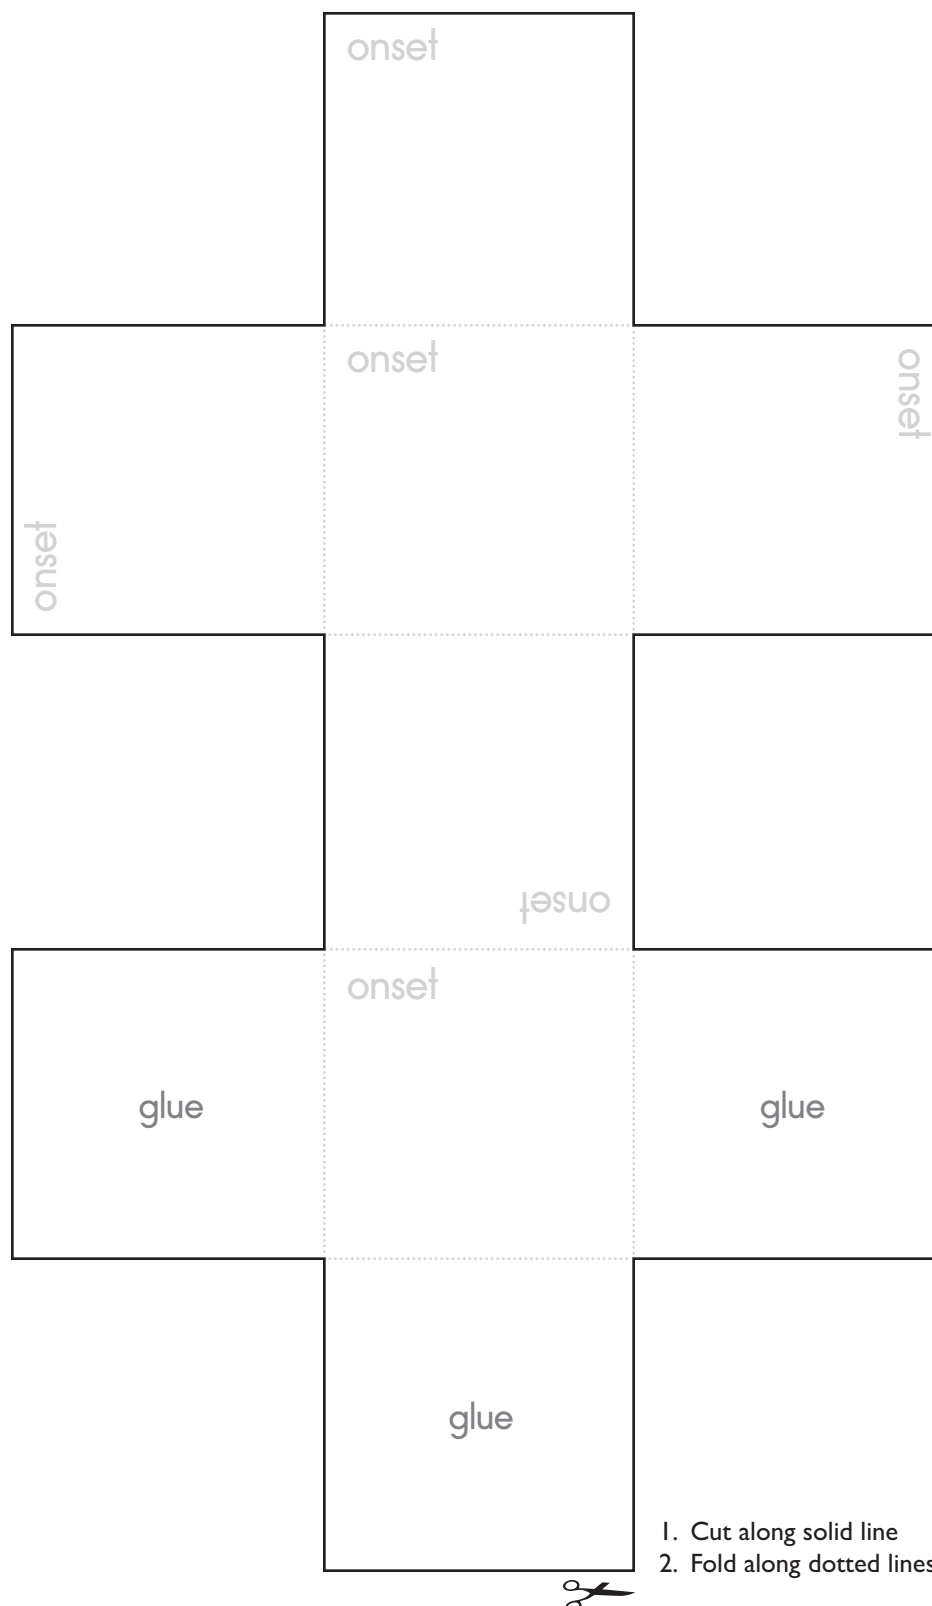 onset
onset
onset
onset
onset
onset
glue
glue
glue
1. Cut along solid line
2. Fold along dotted lines